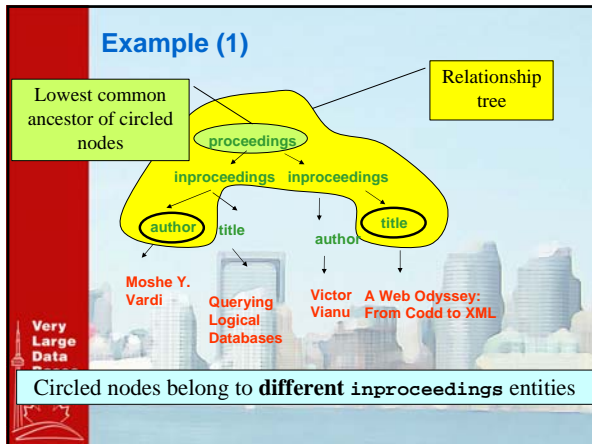 Example (1)
Lowest common
ancestor of circled
nodes
Relationship
tree
proceedings
inproceedings inproceedings
author title author title
Moshe Y.
Vardi
Querying
Logical
Databases
Victor
Vianu
A Web Odyssey:
From Codd to XML
Very
Large
Data
Circled nodes belong to different inproceedings entities